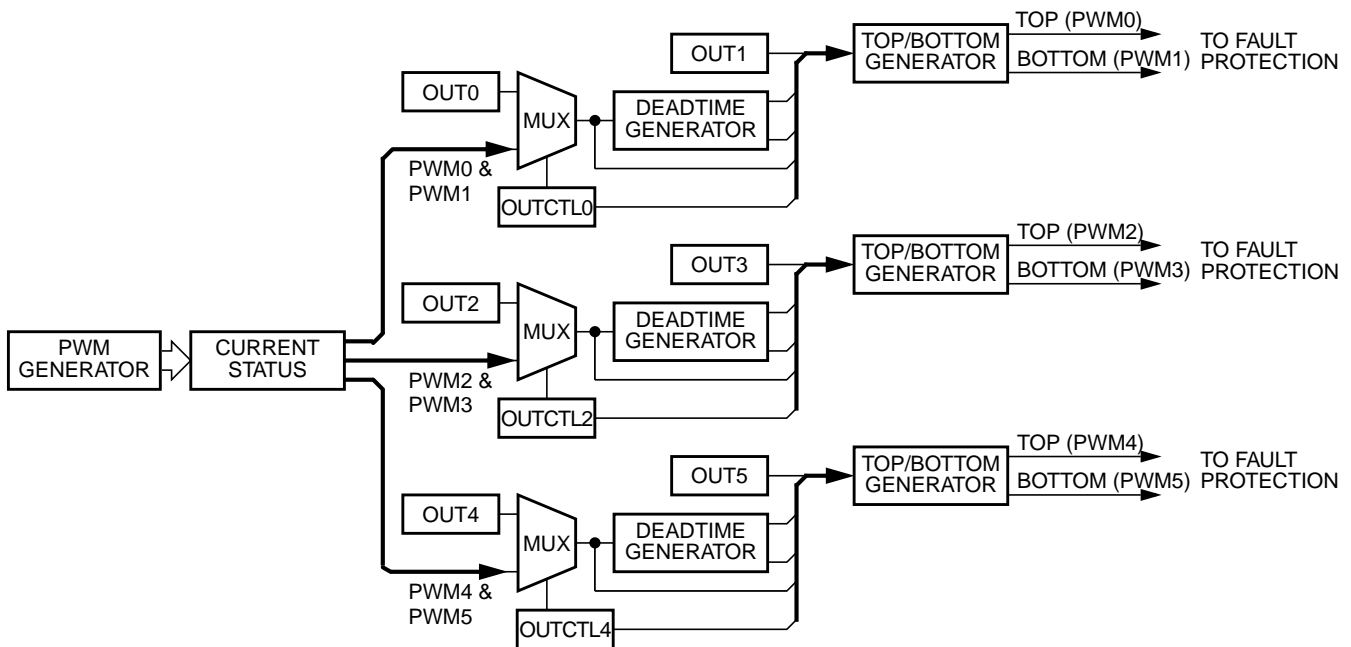 OUT1
TOP/BOTTOM
GENERATOR
TOP (PWM0)
BOTTOM (PWM1)
TO FAULT
PROTECTION
OUT0
MUX
DEADTIME
GENERATOR
PWM0 &
PWM1
OUTCTL0
OUT3
TOP/BOTTOM
GENERATOR
TOP (PWM2)
BOTTOM (PWM3)
TO FAULT
PROTECTION
OUT2
MUX
DEADTIME
GENERATOR
PWM
GENERATOR
CURRENT
STATUS
PWM2 &
PWM3
OUTCTL2
OUT5
TOP/BOTTOM
GENERATOR
TOP (PWM4)
BOTTOM (PWM5)
TO FAULT
PROTECTION
OUT4
MUX
DEADTIME
GENERATOR
PWM4 &
PWM5
OUTCTL4